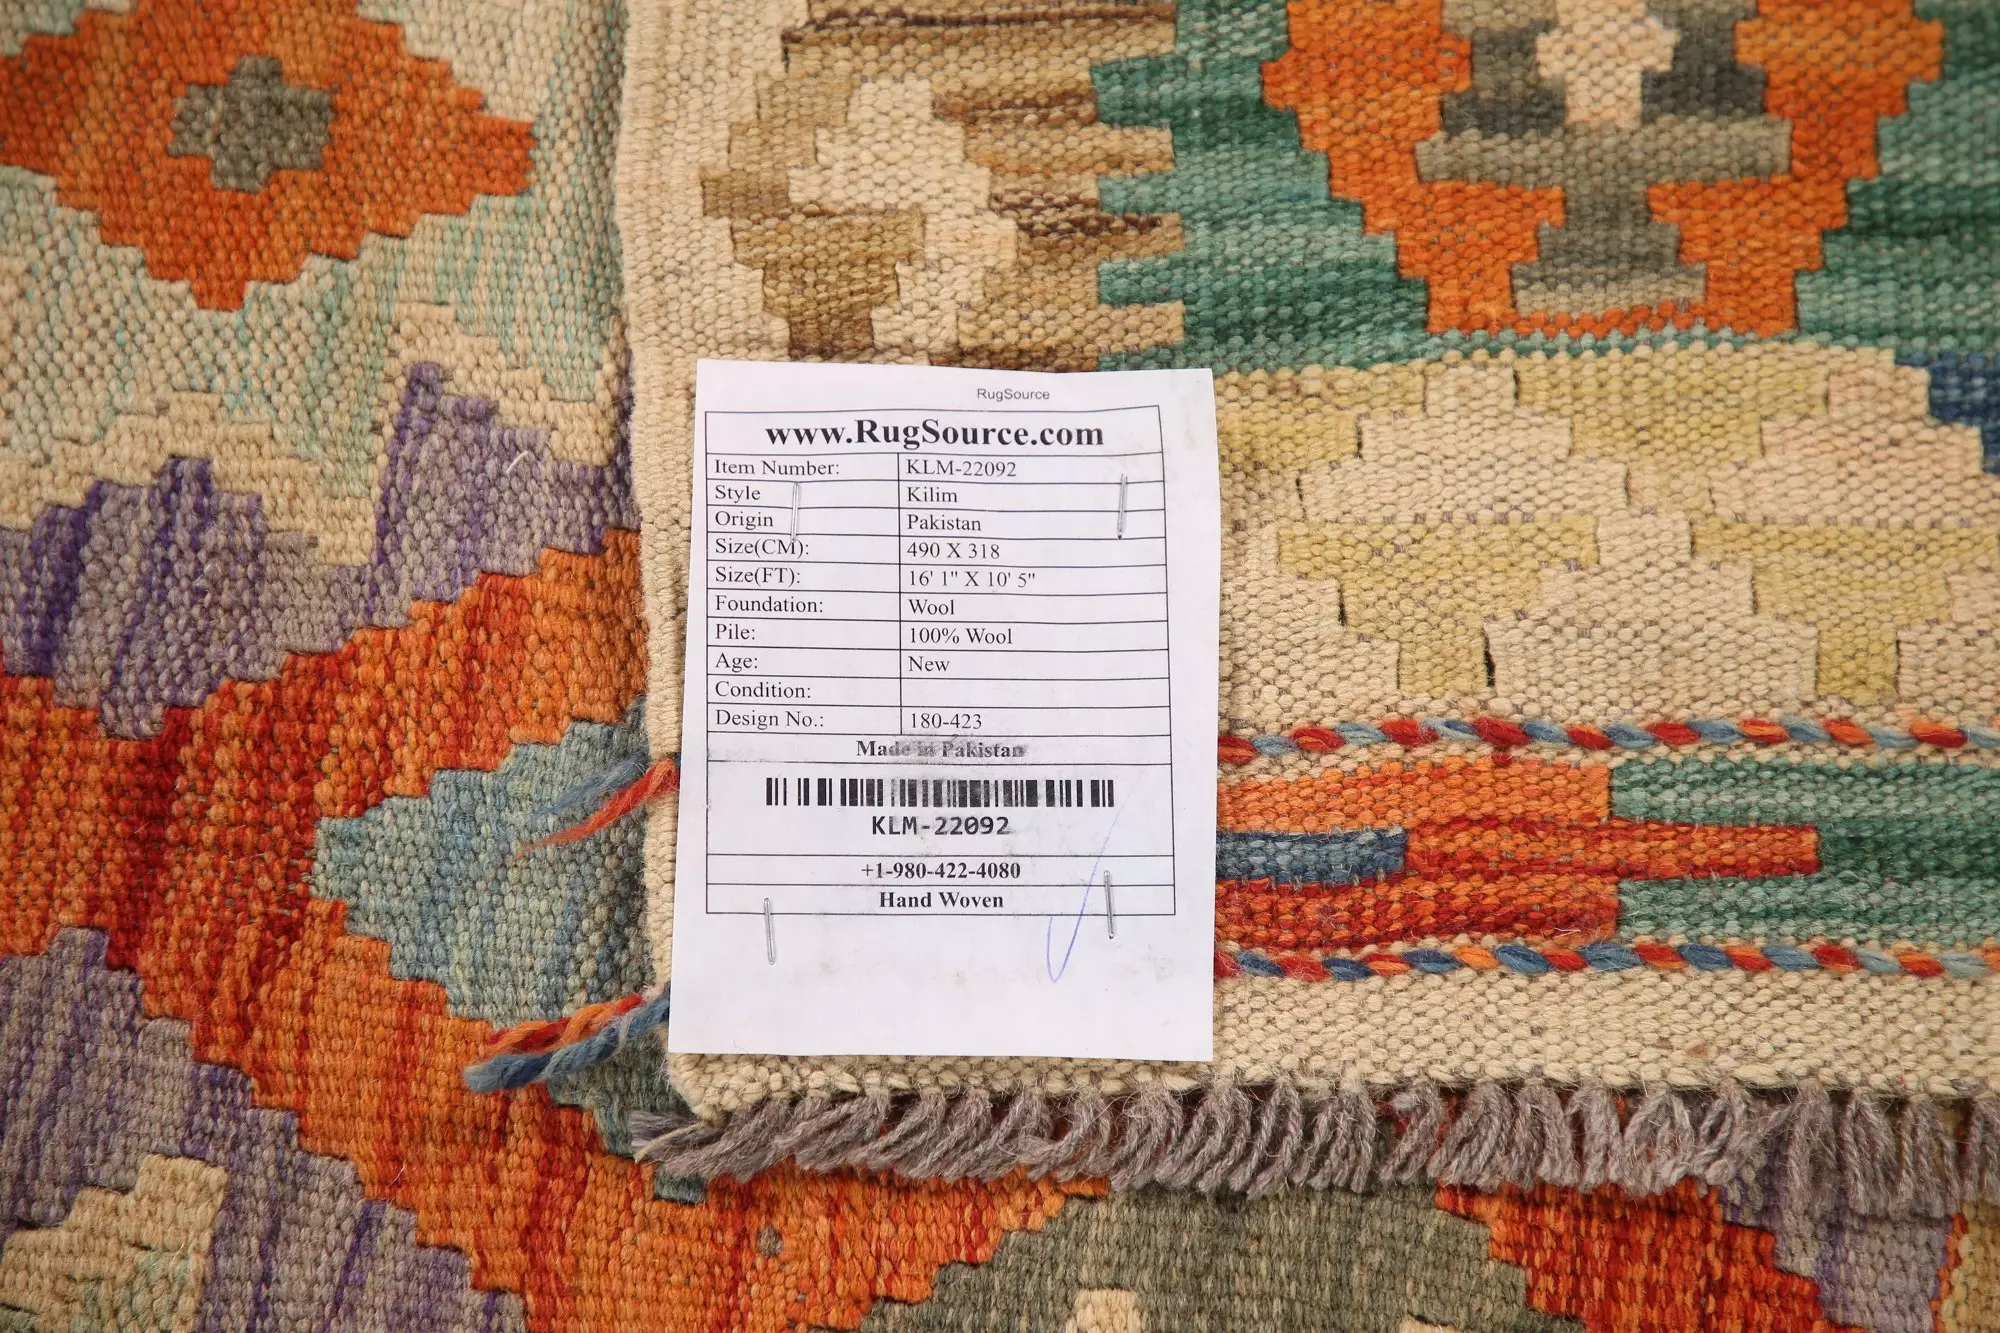 RugSource
www.RugSource.com
Item Number: KLM-22092
Style Kilim
Origin Pakistan
Size(CM): 490 X 318
Size(FT): 16' 1" X 10' 5"
Foundation: Wool
Pile: 100% Wool
Age: New
Condition:
Design No.: 180-423
Made in Pakistan
KLM-22092
+1-980-422-4080
Hand Woven